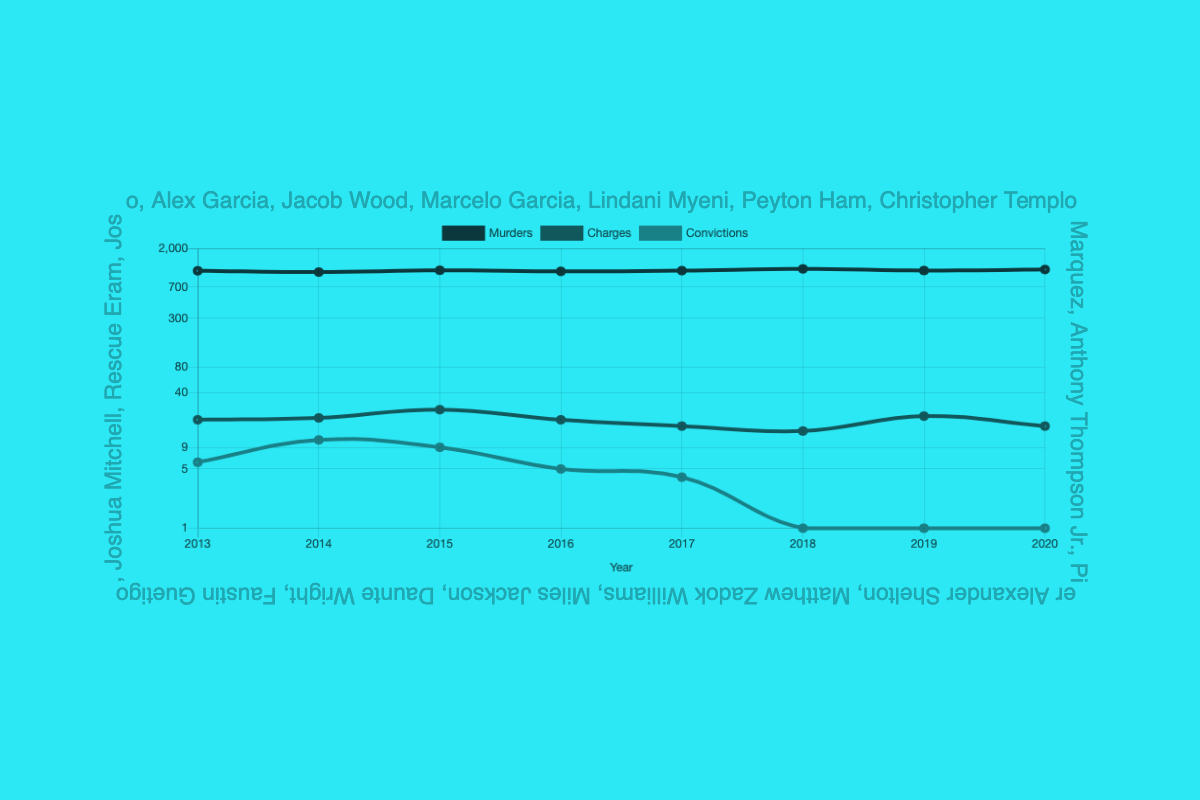 o, Alex Garcia, Jacob Wood, Marcelo Garcia, Lindani Myeni, Peyton Ham, Christopher Templo
Marquez, Anthony Thompson Jr., Pi
er Alexander Shelton, Matthew Zadok Williams, Miles Jackson, Daunte Wright, Faustin Guetigo
, Joshua Mitchell, Rescue Eram, Jos
Murders Charges Convictions
2,000
700
300
80
40
9
5
1
2013 2014 2015 2016 2017 2018 2019 2020
Year